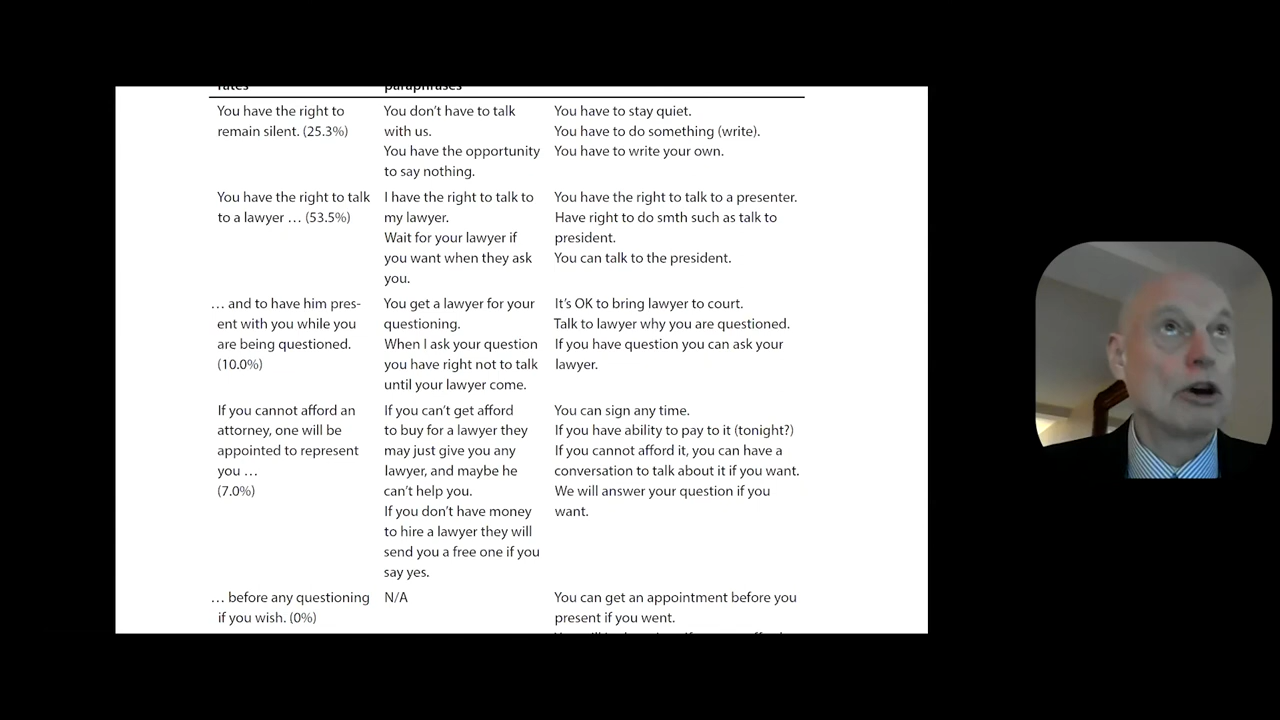 rates
paraphrases
You have the right to
remain silent. (25.3%)
You don't have to talk
with us.
You have the opportunity
to say nothing.
You have to stay quiet.
You have to do something (write).
You have to write your own.
You have the right to talk
to a lawyer … (53.5%)
I have the right to talk to
my lawyer.
Wait for your lawyer if
you want when they ask
you.
You have the right to talk to a presenter.
Have right to do smth such as talk to
president.
You can talk to the president.
… and to have him pres-
ent with you while you
are being questioned.
(10.0%)
You get a lawyer for your
questioning.
When I ask your question
you have right not to talk
until your lawyer come.
It's OK to bring lawyer to court.
Talk to lawyer why you are questioned.
If you have question you can ask your
lawyer.
If you cannot afford an
attorney, one will be
appointed to represent
you …
(7.0%)
If you can't get afford
to buy for a lawyer they
may just give you any
lawyer, and maybe he
can't help you.
If you don't have money
to hire a lawyer they will
send you a free one if you
say yes.
You can sign any time.
If you have ability to pay to it (tonight?)
If you cannot afford it, you can have a
conversation to talk about it if you want.
We will answer your question if you
want.
… before any questioning
if you wish. (0%)
N/A
You can get an appointment before you
present if you went.